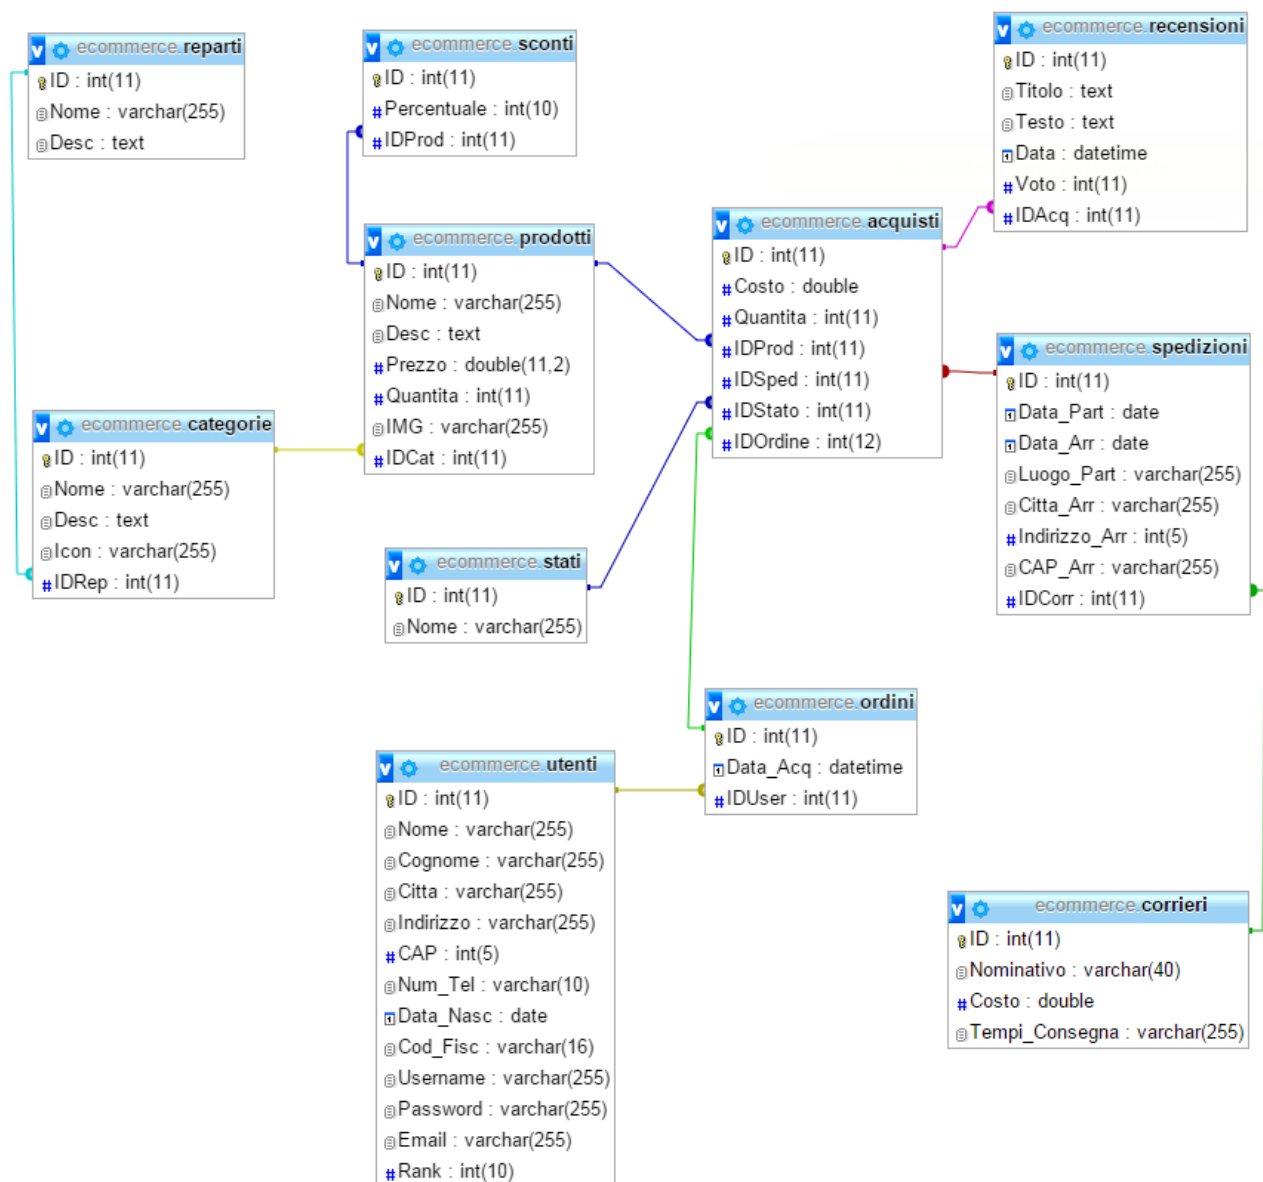 ecommerce.reparti
ID : int(11)
Nome : varchar(255)
Desc : text
ecommerce.sconti
ID : int(11)
Percentuale : int(10)
IDProd : int(11)
ecommerce.recensioni
ID : int(11)
Titolo : text
Testo : text
Data : datetime
Voto : int(11)
IDAcq : int(11)
ecommerce.prodotti
ID : int(11)
Nome : varchar(255)
Desc : text
Prezzo : double(11,2)
Quantita : int(11)
IMG : varchar(255)
IDCat : int(11)
ecommerce.acquisti
ID : int(11)
Costo : double
Quantita : int(11)
IDProd : int(11)
IDSped : int(11)
IDStato : int(11)
IDOrdine : int(12)
ecommerce.spedizioni
ID : int(11)
Data_Part : date
Data_Arr : date
Luogo_Part : varchar(255)
Citta_Arr : varchar(255)
Indirizzo_Arr : int(5)
CAP_Arr : varchar(255)
IDCorr : int(11)
ecommerce.categorie
ID : int(11)
Nome : varchar(255)
Desc : text
Icon : varchar(255)
IDRep : int(11)
ecommerce.stati
ID : int(11)
Nome : varchar(255)
ecommerce.ordini
ID : int(11)
Data_Acq : datetime
IDUser : int(11)
ecommerce.utenti
ID : int(11)
Nome : varchar(255)
Cognome : varchar(255)
Citta : varchar(255)
Indirizzo : varchar(255)
CAP : int(5)
Num_Tel : varchar(10)
Data_Nasc : date
Cod_Fisc : varchar(16)
Username : varchar(255)
Password : varchar(255)
Email : varchar(255)
Rank : int(10)
ecommerce.corrieri
ID : int(11)
Nominativo : varchar(40)
Costo : double
Tempi_Consegna : varchar(255)